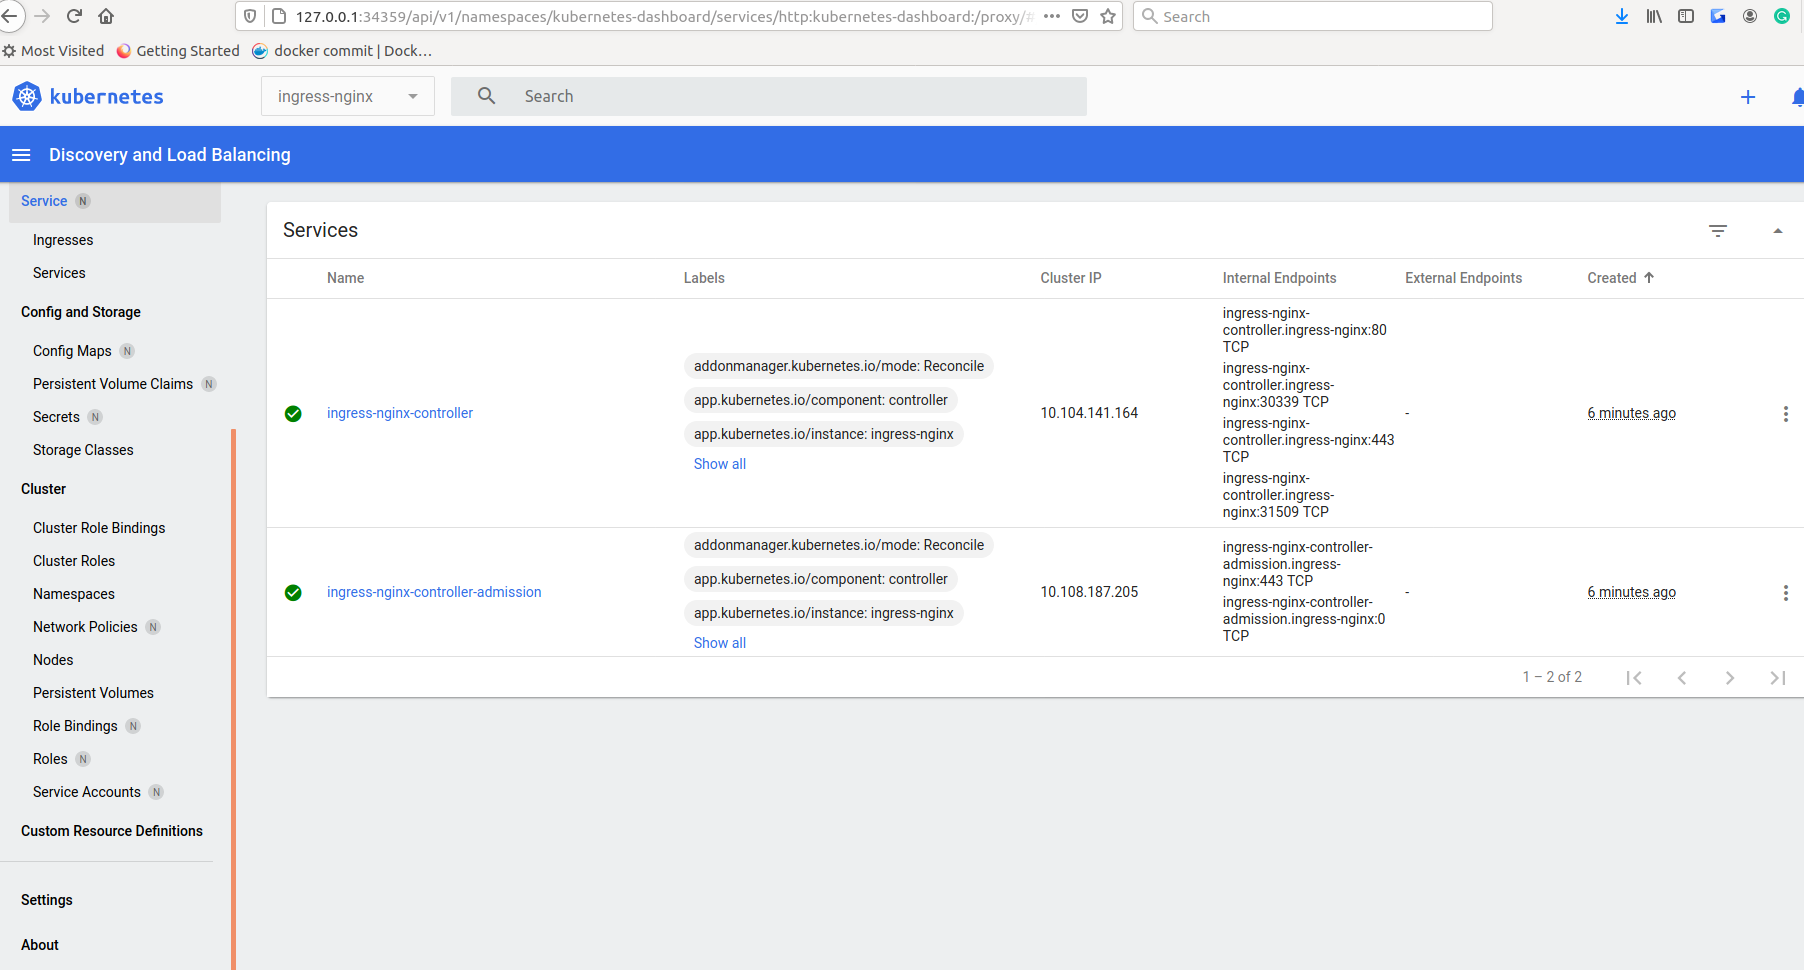 127.0.0.1:34359/api/v1/namespaces/kubernetes-dashboard/services/http:kubernetes-dashboard:/proxy/#
Search
Most Visited
Getting Started
docker commit | Dock…
kubernetes
ingress-nginx
Search
Discovery and Load Balancing
Service N
Ingresses
Services
Config and Storage
Config Maps N
Persistent Volume Claims N
Secrets N
Storage Classes
Cluster
Cluster Role Bindings
Cluster Roles
Namespaces
Network Policies N
Nodes
Persistent Volumes
Role Bindings N
Roles N
Service Accounts N
Custom Resource Definitions
Settings
About
Services
Name Labels Cluster IP Internal Endpoints External Endpoints Created
ingress-nginx-controller
addonmanager.kubernetes.io/mode: Reconcile
app.kubernetes.io/component: controller
app.kubernetes.io/instance: ingress-nginx
Show all
10.104.141.164
ingress-nginx-
controller.ingress-nginx:80
TCP
ingress-nginx-
controller.ingress-
nginx:30339 TCP
ingress-nginx-
controller.ingress-nginx:443
TCP
ingress-nginx-
controller.ingress-
nginx:31509 TCP
-
6 minutes ago
ingress-nginx-controller-admission
addonmanager.kubernetes.io/mode: Reconcile
app.kubernetes.io/component: controller
app.kubernetes.io/instance: ingress-nginx
Show all
10.108.187.205
ingress-nginx-controller-
admission.ingress-
nginx:443 TCP
ingress-nginx-controller-
admission.ingress-nginx:0
TCP
-
6 minutes ago
1 – 2 of 2